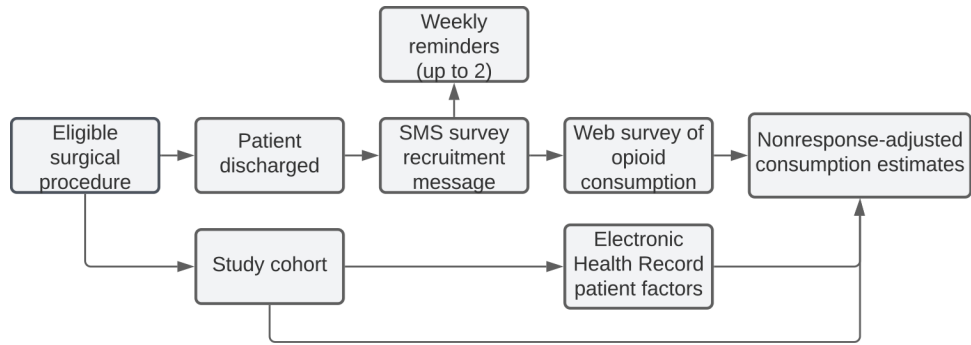 Weekly
reminders
(up to 2)
Eligible
surgical
procedure
Patient
discharged
SMS survey
recruitment
message
Web survey of
opioid
consumption
Nonresponse-adjusted
consumption estimates
Study cohort
Electronic
Health Record
patient factors